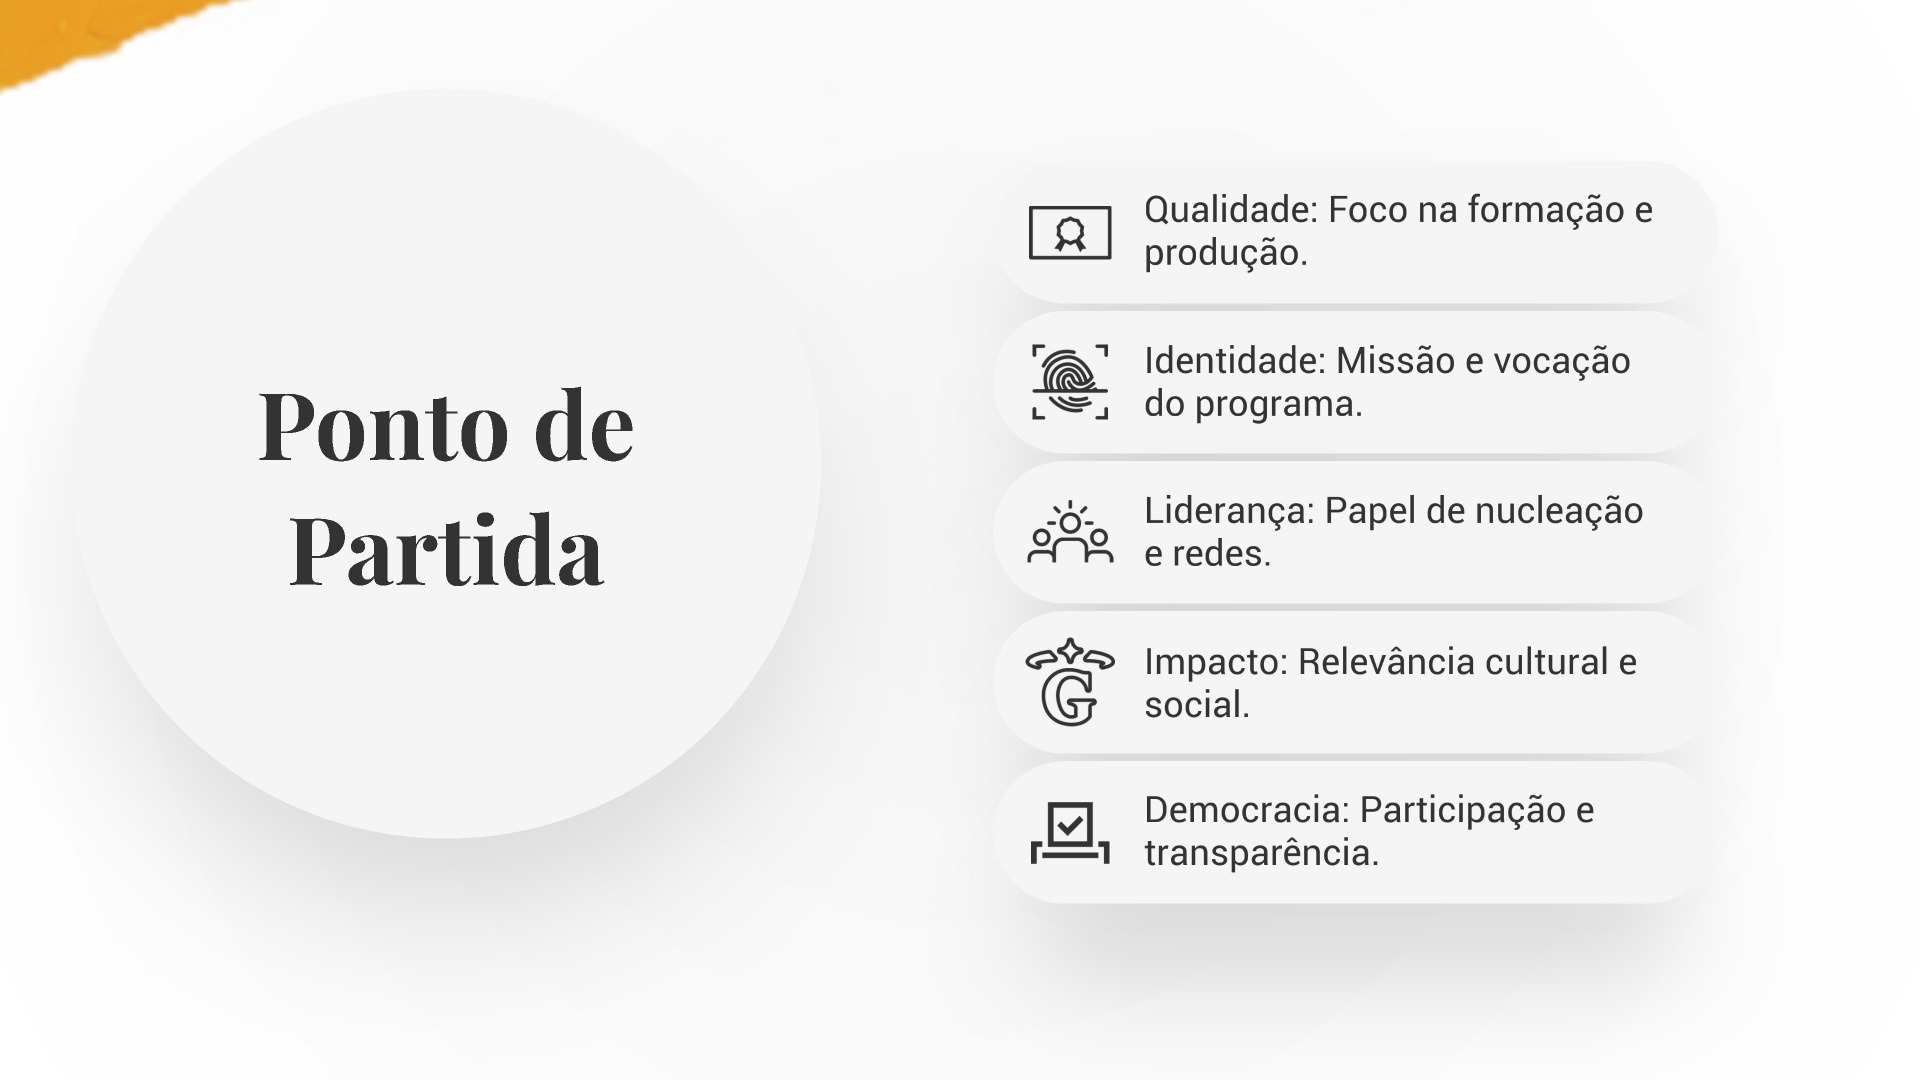 Ponto de
Partida
Qualidade: Foco na formação e
produção.
Identidade: Missão e vocação
do programa.
Liderança: Papel de nucleação
e redes.
Impacto: Relevância cultural e
social.
Democracia: Participação e
transparência.